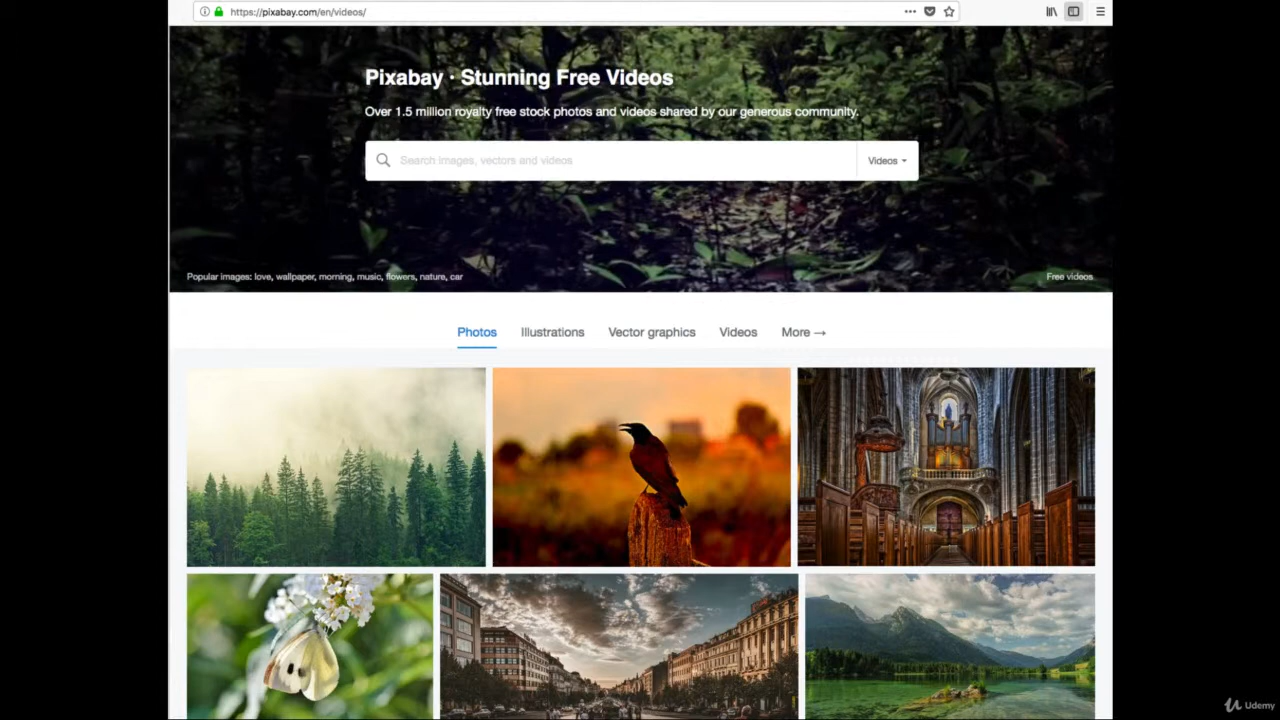 https://pixabay.com/en/videos/
Pixabay · Stunning Free Videos
Over 1.5 million royalty free stock photos and videos shared by our generous community.
Search images, vectors and videos
Videos
Popular images: love, wallpaper, morning, music, flowers, nature, car
Free videos
Photos Illustrations Vector graphics Videos More →
Udemy